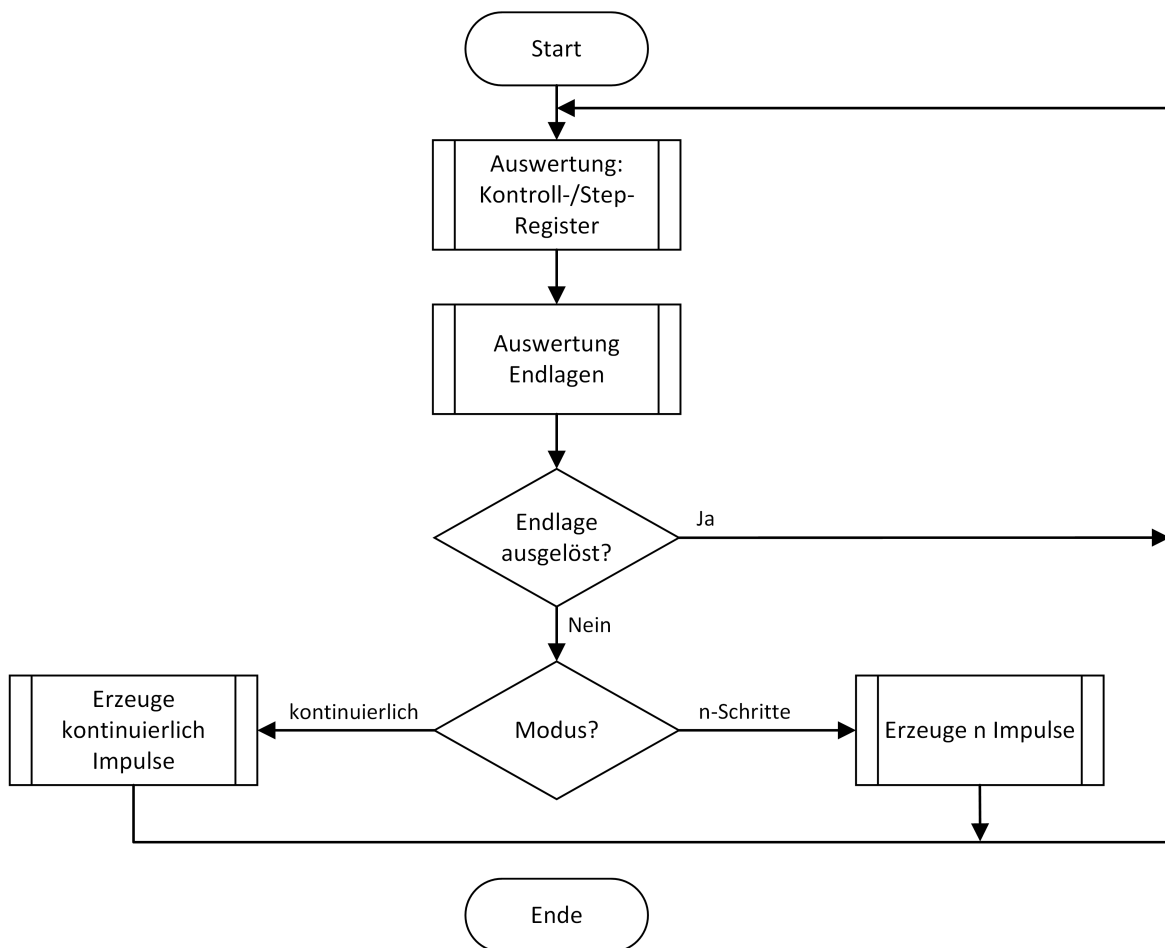 Start
Auswertung:
Kontroll-/Step-
Register
Auswertung
Endlagen
Endlage
ausgelöst?
Ja
Nein
Erzeuge
kontinuierlich
Impulse
kontinuierlich
Modus?
n-Schritte
Erzeuge n Impulse
Ende